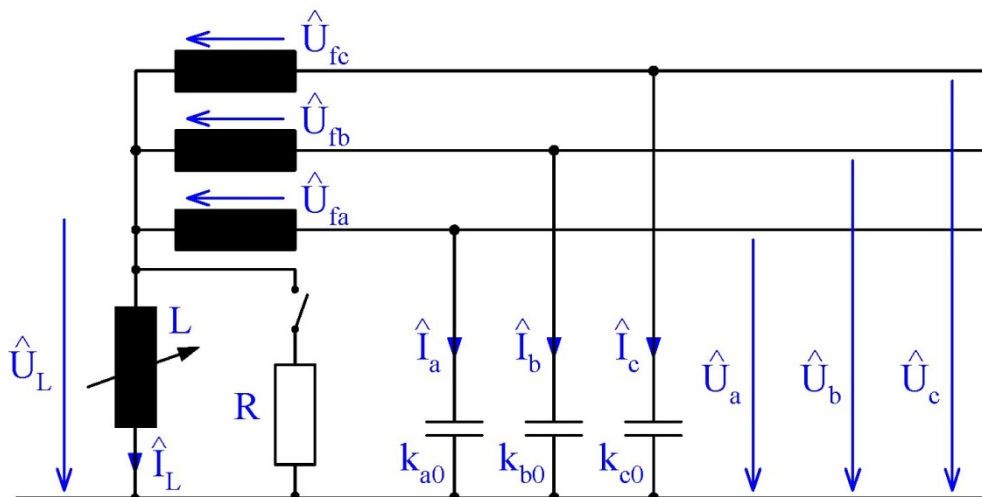 Û_fc
Û_fb
Û_fa
L
Û_L
R
Î_L
Î_a
Î_b
Î_c
k_a0
k_b0
k_c0
Û_a
Û_b
Û_c